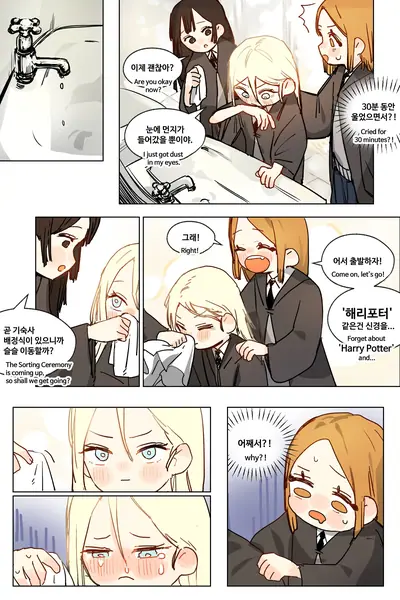 이제 괜찮아?
Are you okay
now?
눈에 먼지가
들어갔을 뿐이야.
I just got dust
in my eyes.
30분 동안
울었으면서?!
Cried for
30 minutes?!
곧 기숙사
배경식이 있으니까
슬슬 이동할까?
The Sorting Ceremony
is coming up,
so shall we get going?
그래!
Right!
어서 출발하자!
Come on, let's go!
'해리포터'
같은건 신경을...
Forget about
'Harry Potter'
and...
어째서?!
why?!